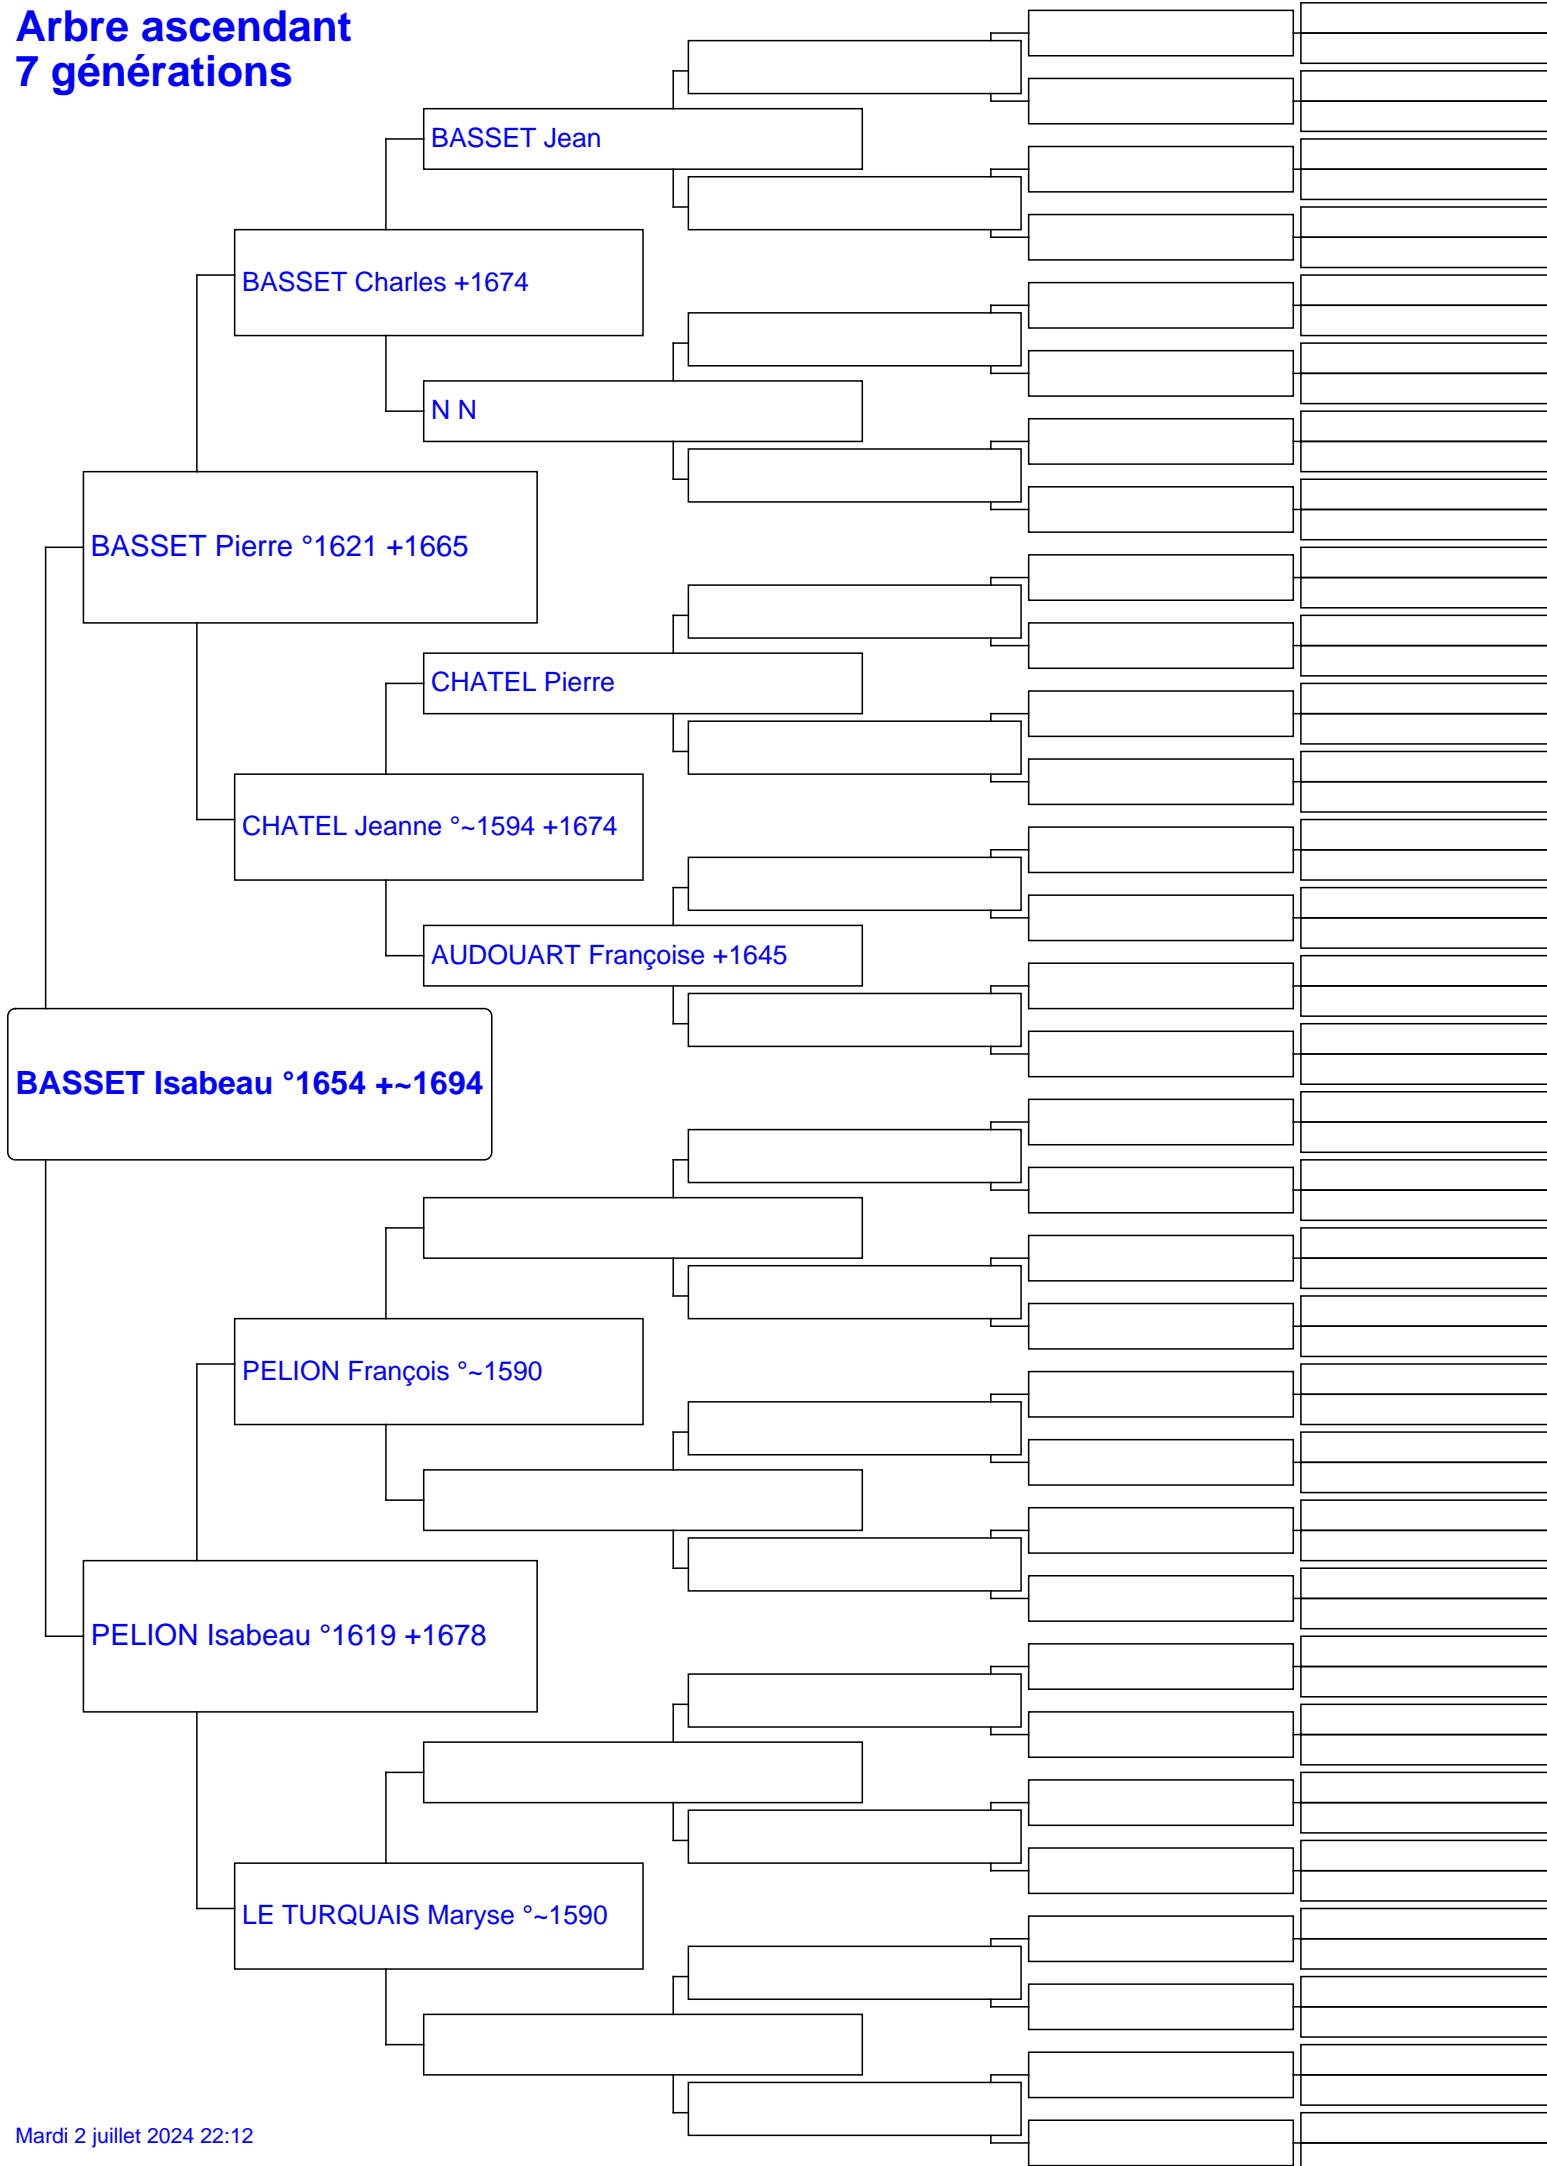 Arbre ascendant
7 générations
BASSET Jean
BASSET Charles +1674
N N
BASSET Pierre °1621 +1665
CHATEL Pierre
CHATEL Jeanne °~1594 +1674
AUDOUART Françoise +1645
BASSET Isabeau °1654 +~1694
PELION François °~1590
PELION Isabeau °1619 +1678
LE TURQUAIS Maryse °~1590
Mardi 2 juillet 2024 22:12